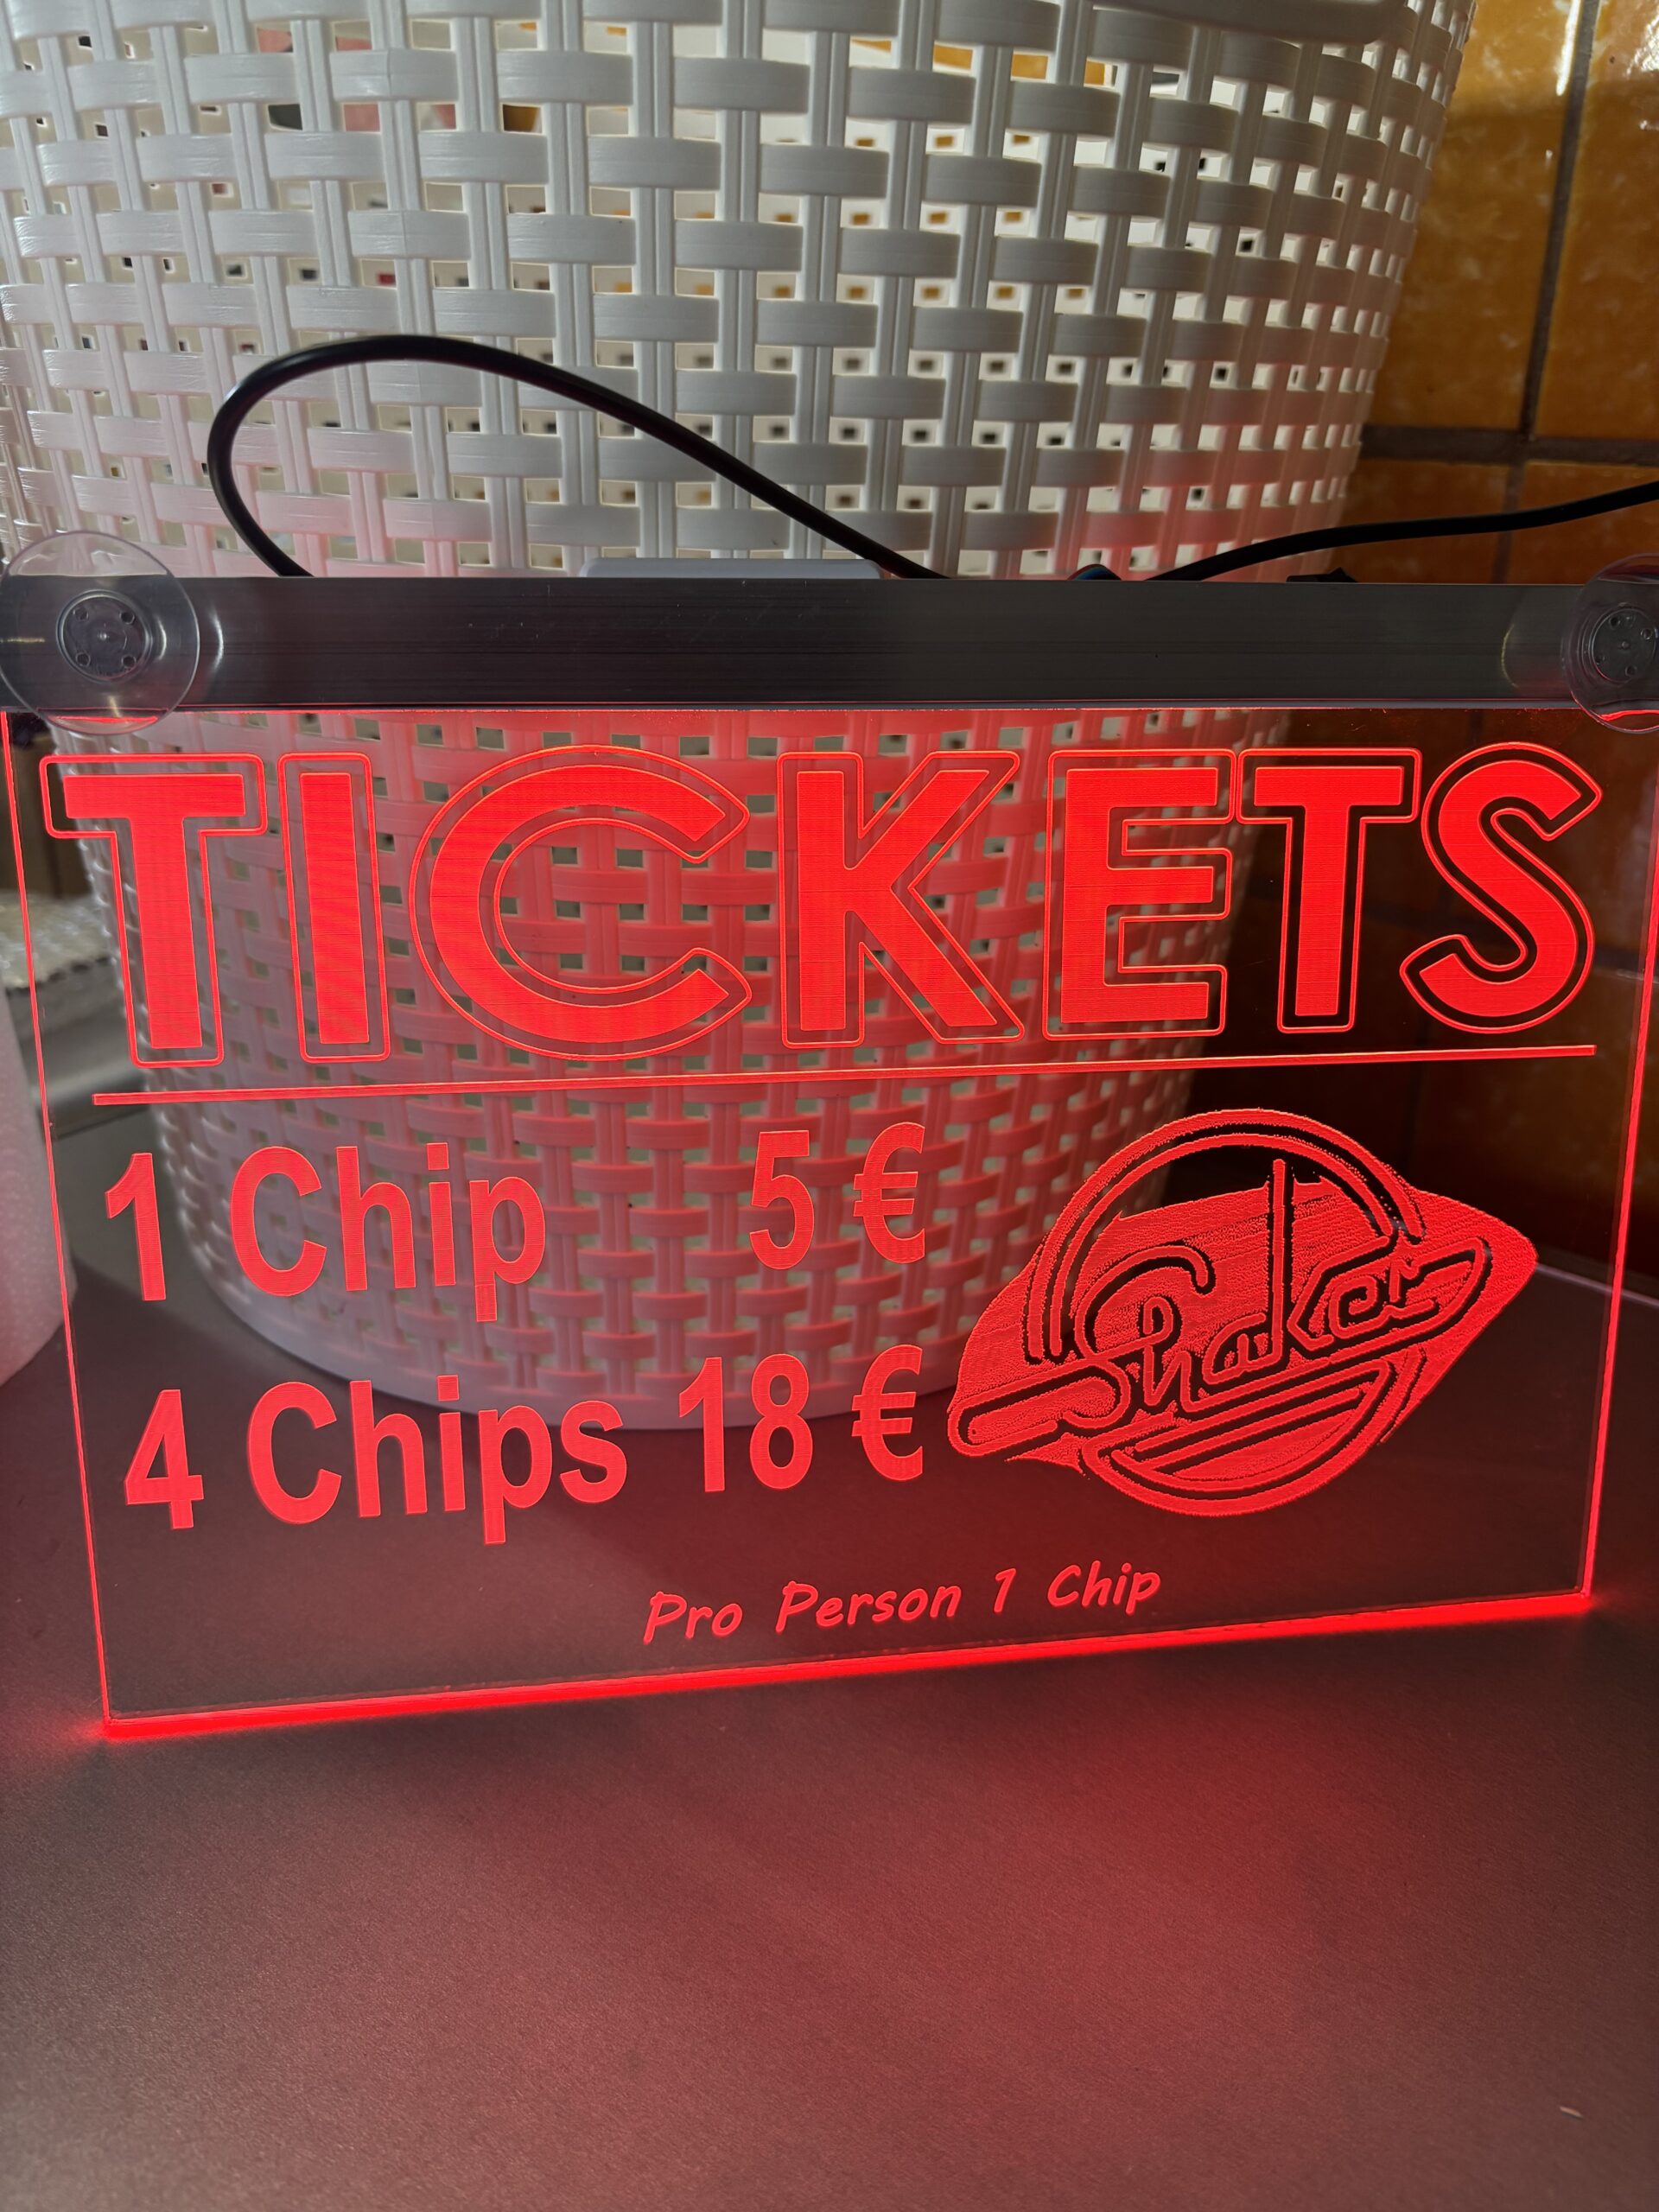 TICKETS
1 Chip 5 €
4 Chips 18 €
Shaker
Pro Person 1 Chip